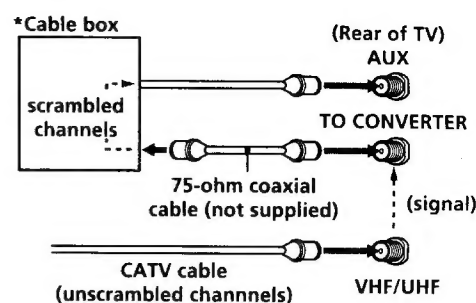 *Cable box
(Rear of TV)
AUX
scrambled
channels
TO CONVERTER
75-ohm coaxial
cable (not supplied)
(signal)
CATV cable
(unscrambled channnels)
VHF/UHF